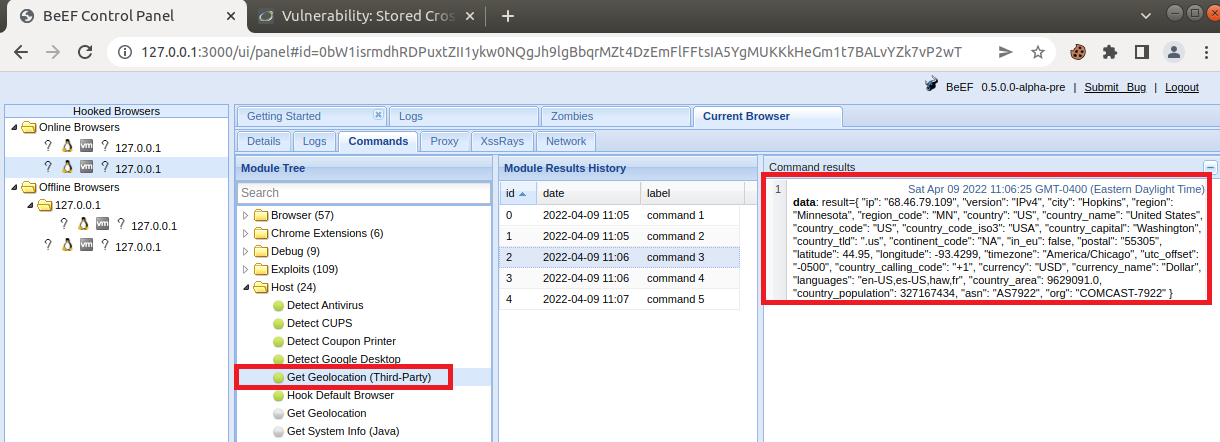 BeEF Control Panel
Vulnerability: Stored Cros
127.0.0.1:3000/ui/panel#id=0bW1isrmdhRDPuxtZII1ykw0NQgJh9lgBbqrMZt4DzEmFlFFtsIA5YgMUKKkHeGm1t7BALvYZk7vP2wT
BeEF 0.5.0.0-alpha-pre | Submit Bug | Logout
Hooked Browsers
Online Browsers
? vm ? 127.0.0.1
? vm ? 127.0.0.1
Offline Browsers
127.0.0.1
? vm ? 127.0.0.1
? vm ? 127.0.0.1
Getting Started
Logs
Zombies
Current Browser
Details
Logs
Commands
Proxy
XssRays
Network
Module Tree
Search
Browser (57)
Chrome Extensions (6)
Debug (9)
Exploits (109)
Host (24)
Detect Antivirus
Detect CUPS
Detect Coupon Printer
Detect Google Desktop
Get Geolocation (Third-Party)
Hook Default Browser
Get Geolocation
Get System Info (Java)
Module Results History
id date label
0 2022-04-09 11:05 command 1
1 2022-04-09 11:05 command 2
2 2022-04-09 11:06 command 3
3 2022-04-09 11:06 command 4
4 2022-04-09 11:07 command 5
Command results
1 Sat Apr 09 2022 11:06:25 GMT-0400 (Eastern Daylight Time)
data: result={ "ip": "68.46.79.109", "version": "IPv4", "city": "Hopkins", "region":
"Minnesota", "region_code": "MN", "country": "US", "country_name": "United States",
"country_code": "US", "country_code_iso3": "USA", "country_capital": "Washington",
"country_tld": ".us", "continent_code": "NA", "in_eu": false, "postal": "55305",
"latitude": 44.95, "longitude": -93.4299, "timezone": "America/Chicago", "utc_offset":
"-0500", "country_calling_code": "+1", "currency": "USD", "currency_name": "Dollar",
"languages": "en-US,es-US,haw,fr", "country_area": 9629091.0,
"country_population": 327167434, "asn": "AS7922", "org": "COMCAST-7922" }